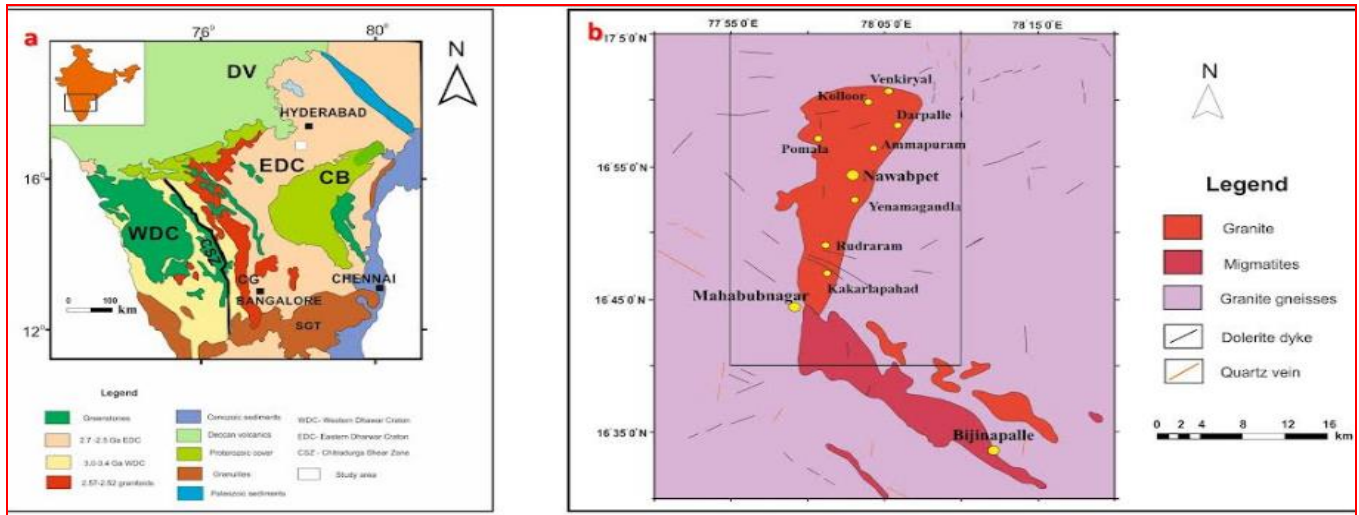 a
76°
80°
N
DV
HYDERABAD
EDC
CB
16°
WDC
CSZ
CHENNAI
CG
BANGALORE
0 100
km
SGT
12°
Legend
Greenstones
2.7-2.5 Ga EDC
3.0-3.4 Ga WDC
2.57-2.52 granitoids
Cenozoic sediments
Deccan volcanics
Proterozoic cover
Granulites
Paleozoic sediments
WDC- Western Dhawar Craton
EDC- Eastern Dharwar Craton
CSZ - Chitradurga Shear Zone
Study area
b
77°55'0"E
78°05'0"E
78°15'0"E
17°5'0"N
16°55'0"N
16°45'0"N
16°35'0"N
N
Venkiryal
Kolloor
Darpalle
Pomala
Ammapuram
Nawabpet
Yenamagandla
Rudraram
Kakarlapahad
Mahabubnagar
Bijinapalle
Legend
Granite
Migmatites
Granite gneisses
Dolerite dyke
Quartz vein
0 2 4 8 12 16
km